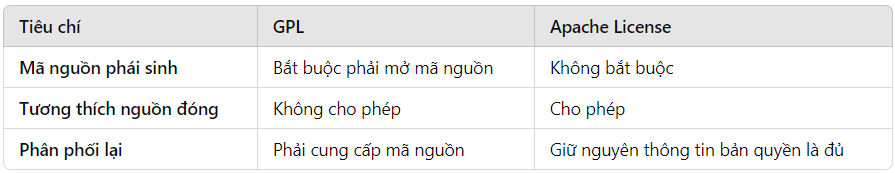 Tiêu chí GPL Apache License
Mã nguồn phái sinh Bắt buộc phải mở mã nguồn Không bắt buộc
Tương thích nguồn đóng Không cho phép Cho phép
Phân phối lại Phải cung cấp mã nguồn Giữ nguyên thông tin bản quyền là đủ